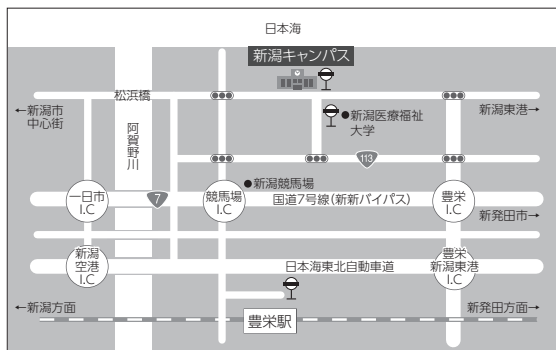 日本海
新潟キャンパス
松浜橋
←新潟市
中心街
新潟東港→
阿賀野川
●新潟医療福祉
大学
113
●新潟競馬場
一日市
I.C
7
競馬場
I.C
国道7号線(新新バイパス)
豊栄
I.C
新発田市→
新潟
空港
I.C
日本海東北自動車道
豊栄
新潟東港
I.C
←新潟方面
豊栄駅
新発田方面→